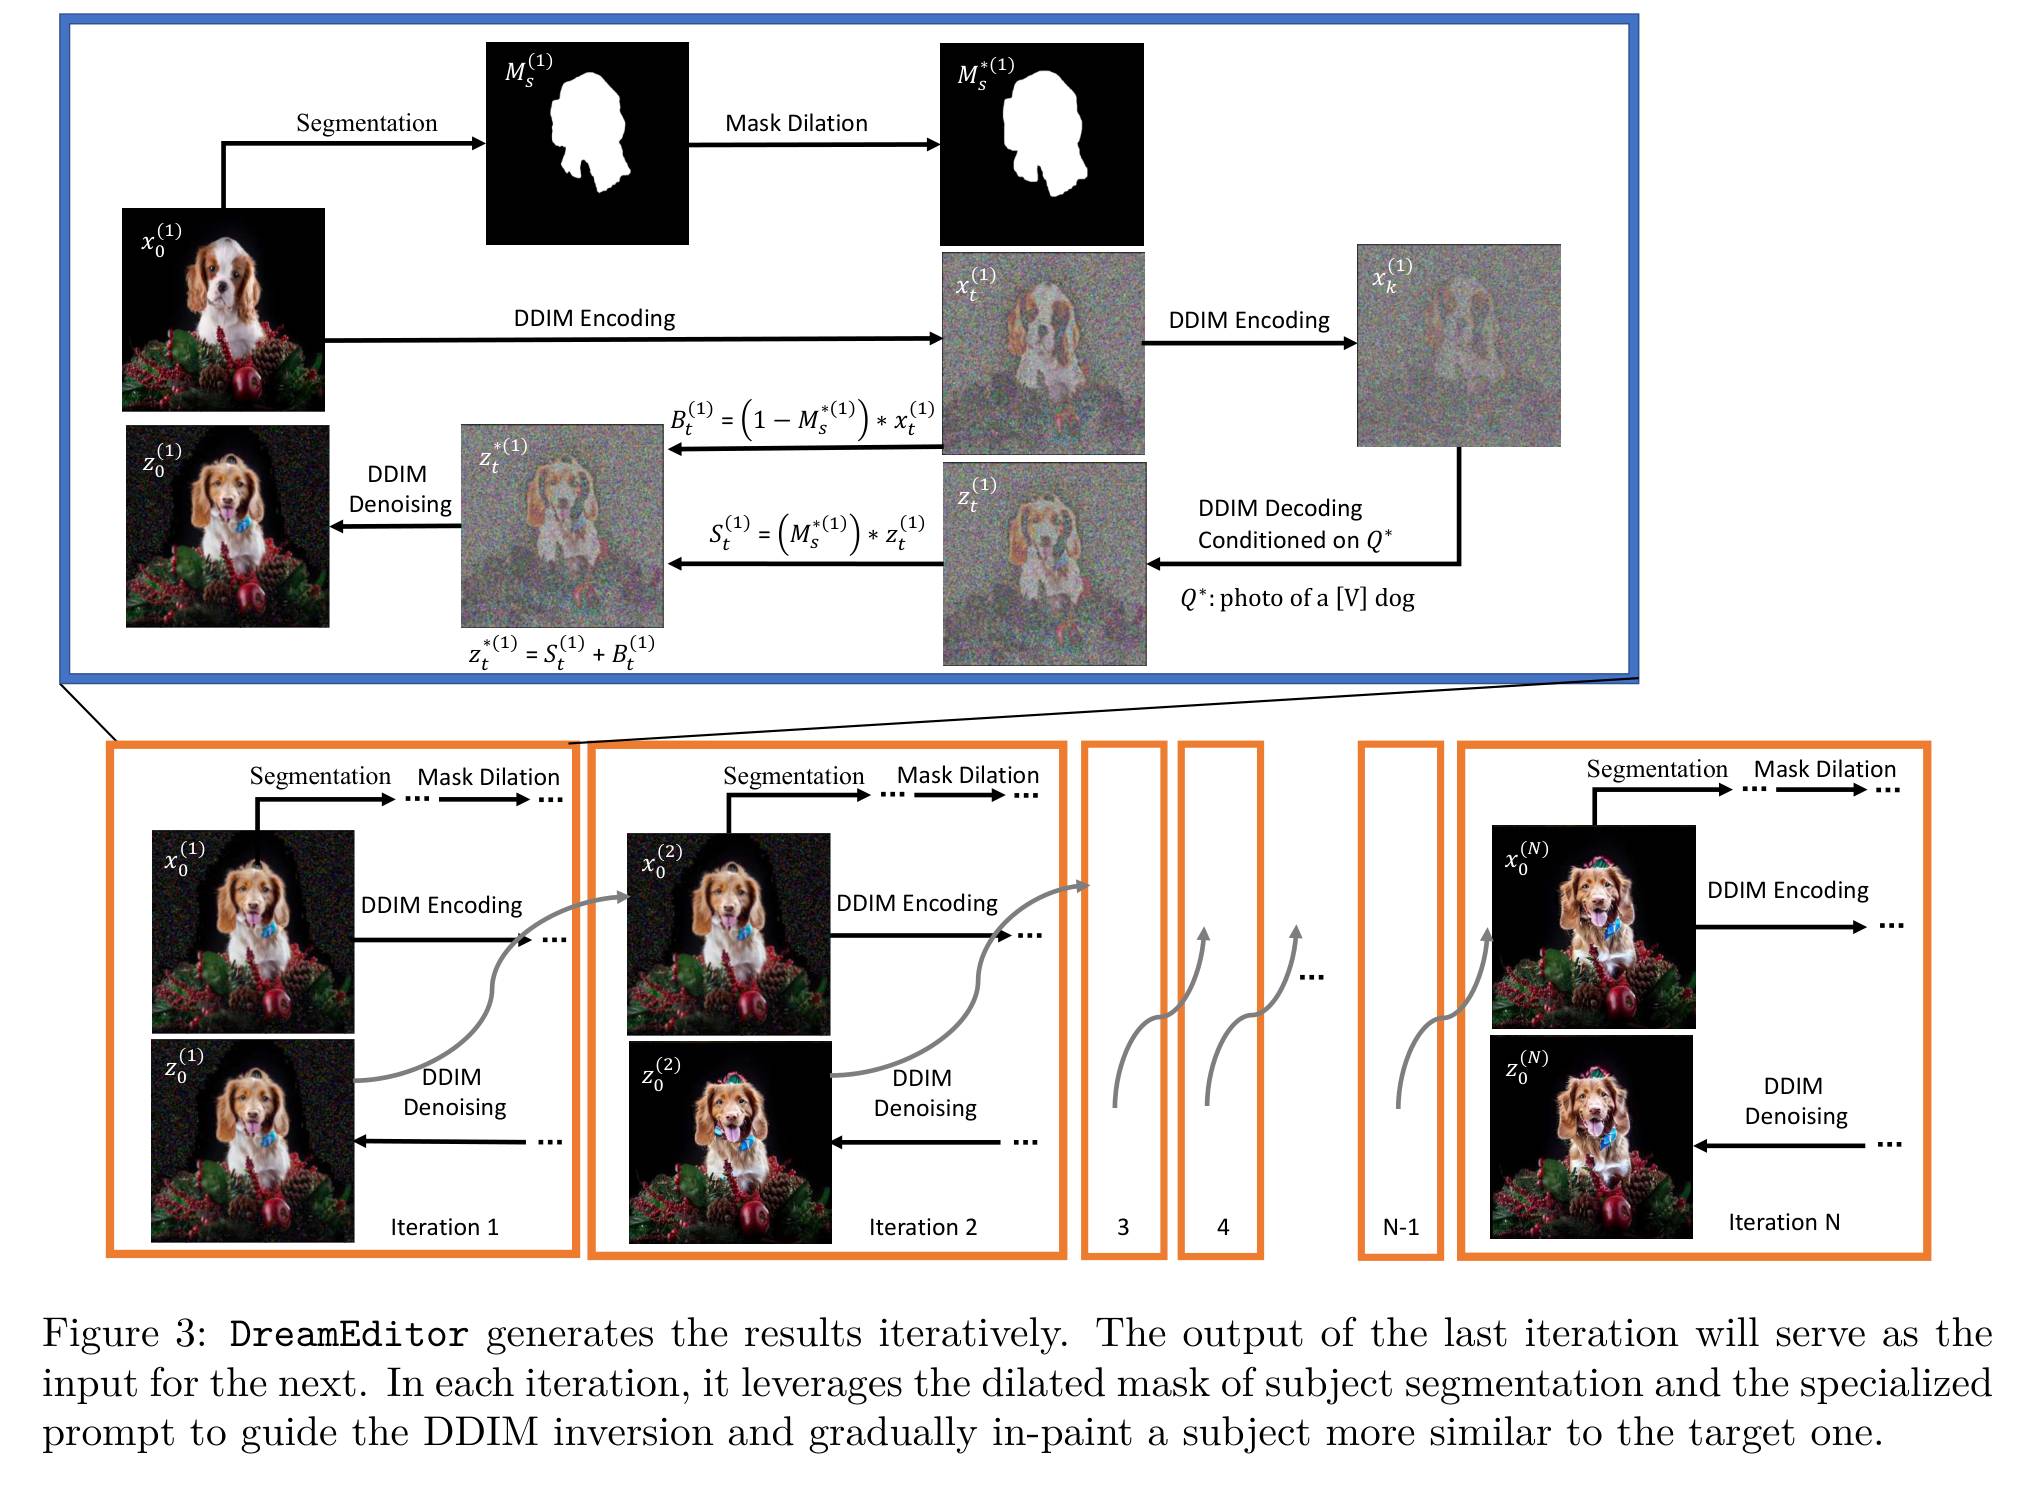 M_s^(1)
M_s^*(1)
Segmentation
Mask Dilation
x_0^(1)
x_t^(1)
x_k^(1)
DDIM Encoding
DDIM Encoding
B_t^(1) = (1 − M_s^*(1)) ∗ x_t^(1)
z_0^(1)
DDIM
Denoising
z_t^*(1)
S_t^(1) = (M_s^*(1)) ∗ z_t^(1)
z_t^(1)
DDIM Decoding
Conditioned on Q*
Q*: photo of a [V] dog
z_t^*(1) = S_t^(1) + B_t^(1)
Segmentation
Mask Dilation
...
...
x_0^(1)
DDIM Encoding
...
z_0^(1)
DDIM
Denoising
...
Iteration 1
Segmentation
Mask Dilation
...
...
x_0^(2)
DDIM Encoding
...
z_0^(2)
DDIM
Denoising
...
Iteration 2
3
4
...
N-1
Segmentation
Mask Dilation
...
...
x_0^(N)
DDIM Encoding
...
z_0^(N)
DDIM
Denoising
...
Iteration N
Figure 3: DreamEditor generates the results iteratively. The output of the last iteration will serve as the
input for the next. In each iteration, it leverages the dilated mask of subject segmentation and the specialized
prompt to guide the DDIM inversion and gradually in-paint a subject more similar to the target one.